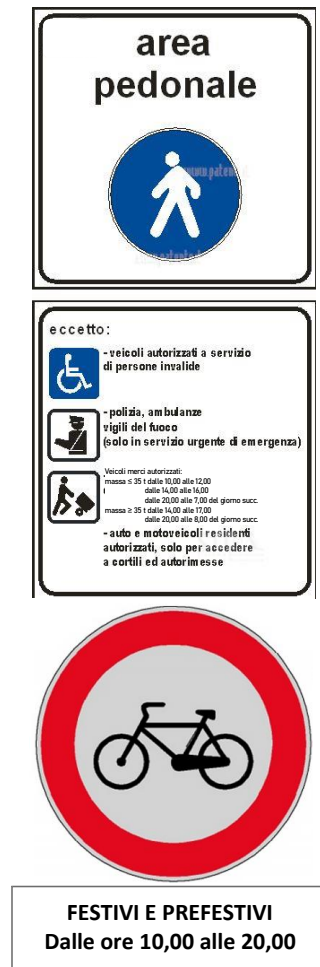 area
pedonale
www.paten
eccetto:
- veicoli autorizzati a servizio
di persone invalide
- polizia, ambulanze
vigili del fuoco
(solo in servizio urgente di emergenza)
Veicoli merci autorizzati:
massa ≤ 35 t dalle 10,00 alle 12,00
dalle 14,00 alle 16,00
dalle 20,00 alle 7,00 del giorno succ.
massa ≥ 35 t dalle 14,00 alle 17,00
dalle 20,00 alle 8,00 del giorno succ.
- auto e motoveicoli residenti
autorizzati, solo per accedere
a cortili ed autorimesse
FESTIVI E PREFESTIVI
Dalle ore 10,00 alle 20,00